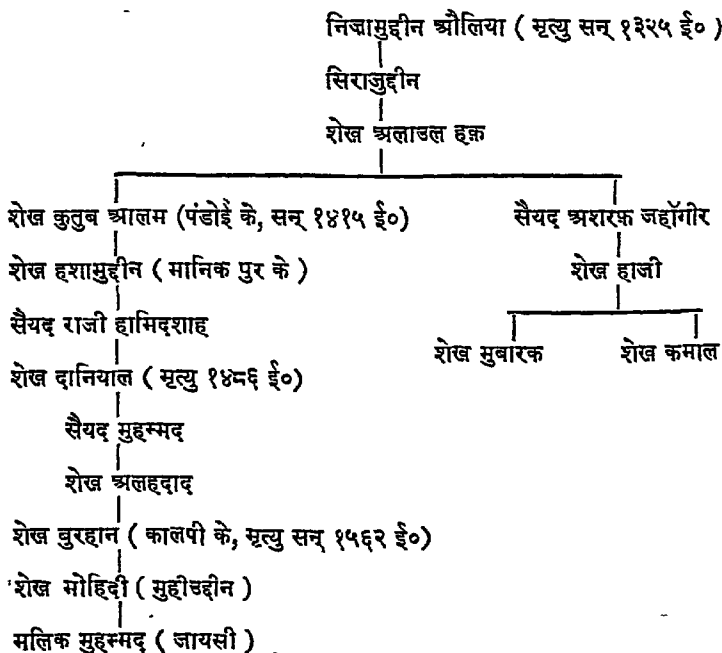 निज़ामुद्दीन औलिया ( मृत्यु सन् १३२५ ई० )
सिराजुद्दीन
शेख अलाउल हक़
शेख कुतुब आलम (पंडोई के, सन् १४१५ ई०)
सैयद अशरफ़ जहाँगीर
शेख हशामुद्दीन ( मानिक पुर के )
शेख हाजी
सैयद राजी हामिदशाह
शेख मुबारक
शेख कमाल
शेख दानियाल ( मृत्यु १४८६ ई०)
सैयद मुहम्मद
शेख अलहदाद
शेख बुरहान ( कालपी के, मृत्यु सन् १५६२ ई०)
शेख मोहिदी ( मुहीउद्दीन )
मलिक मुहम्मद ( जायसी )